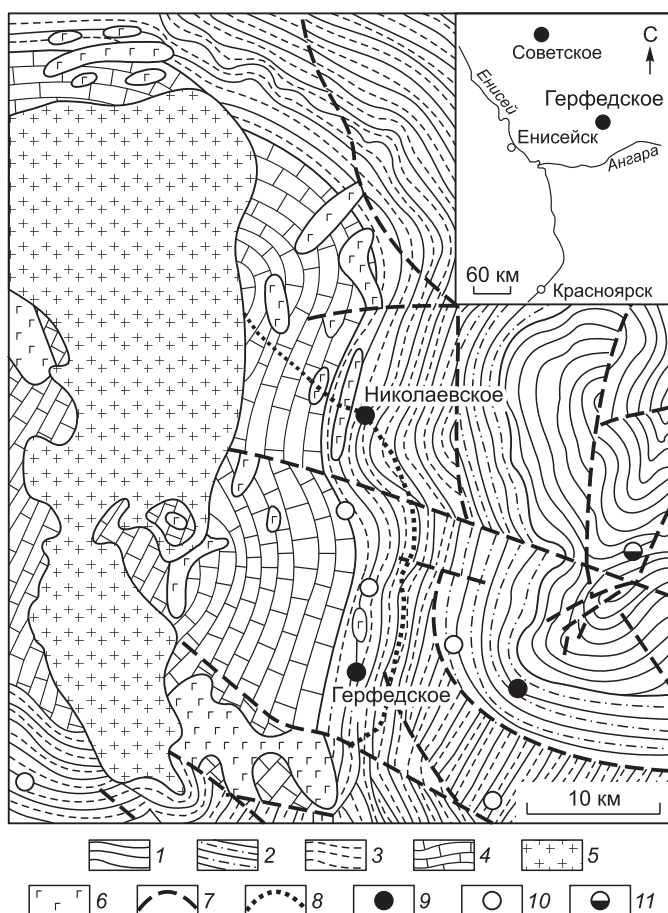 С
Советское
Енисей
Герфедское
Енисейск
Ангара
60 км
Красноярск
Николаевское
Герфедское
10 км
1 2 3 4 5
6 7 8 9 10 11